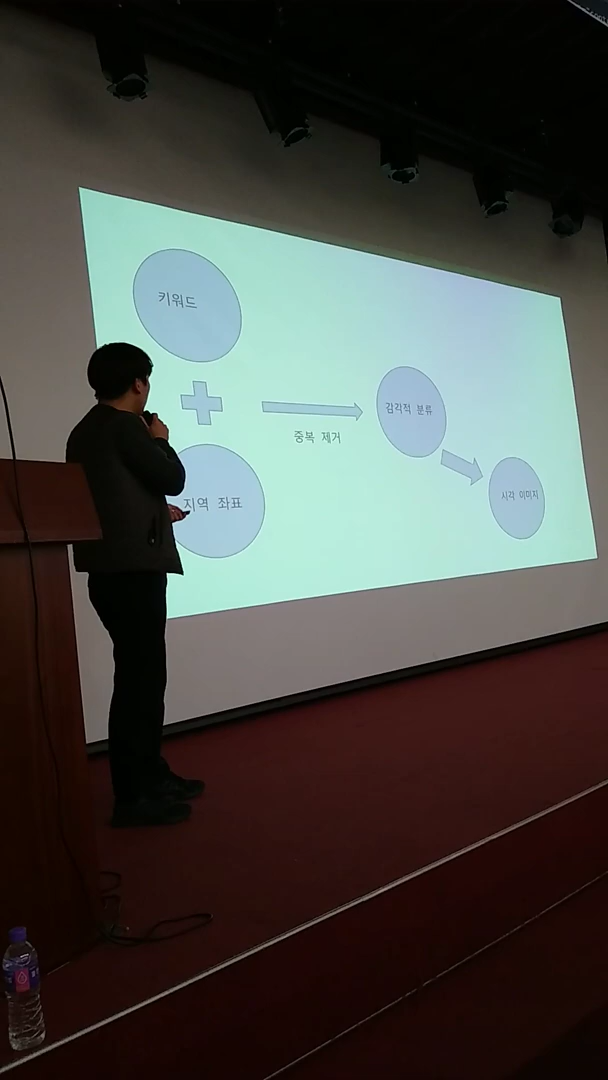 키워드
지역 좌표
중복 제거
감각적 분류
시각 이미지